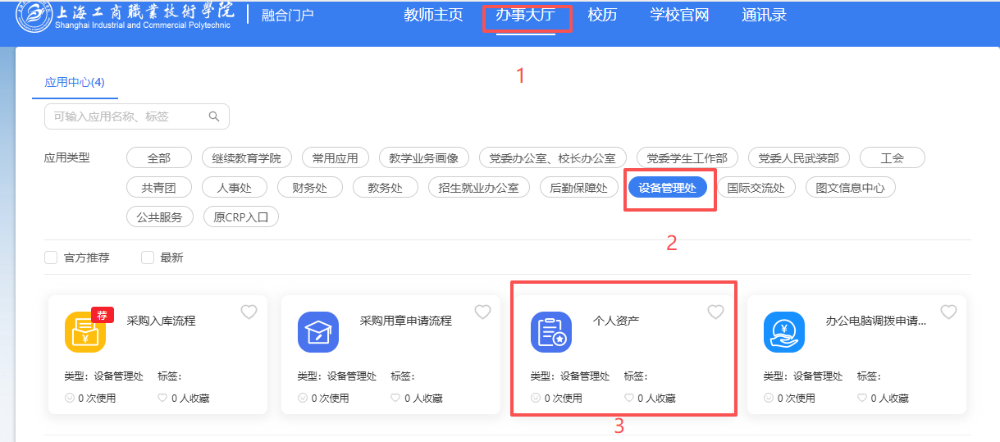 上海工商職業技術學院 融合门户 教师主页 办事大厅 校历 学校官网 通讯录
Shanghai Industrial and Commercial Polytechnic
1
应用中心(4)
可输入应用名称、标签
应用类型 全部 继续教育学院 常用应用 教学业务画像 党委办公室、校长办公室 党委学生工作部 党委人民武装部 工会
共青团 人事处 财务处 教务处 招生就业办公室 后勤保障处 设备管理处 国际交流处 图文信息中心
公共服务 原CRP入口
2
官方推荐 最新
荐 采购入库流程 采购用章申请流程 个人资产 办公电脑调拨申请...
类型：设备管理处 标签： 类型：设备管理处 标签： 类型：设备管理处 标签： 类型：设备管理处 标签：
0 次使用 0 人收藏 0 次使用 0 人收藏 0 次使用 0 人收藏 0 次使用 0 人收藏
3